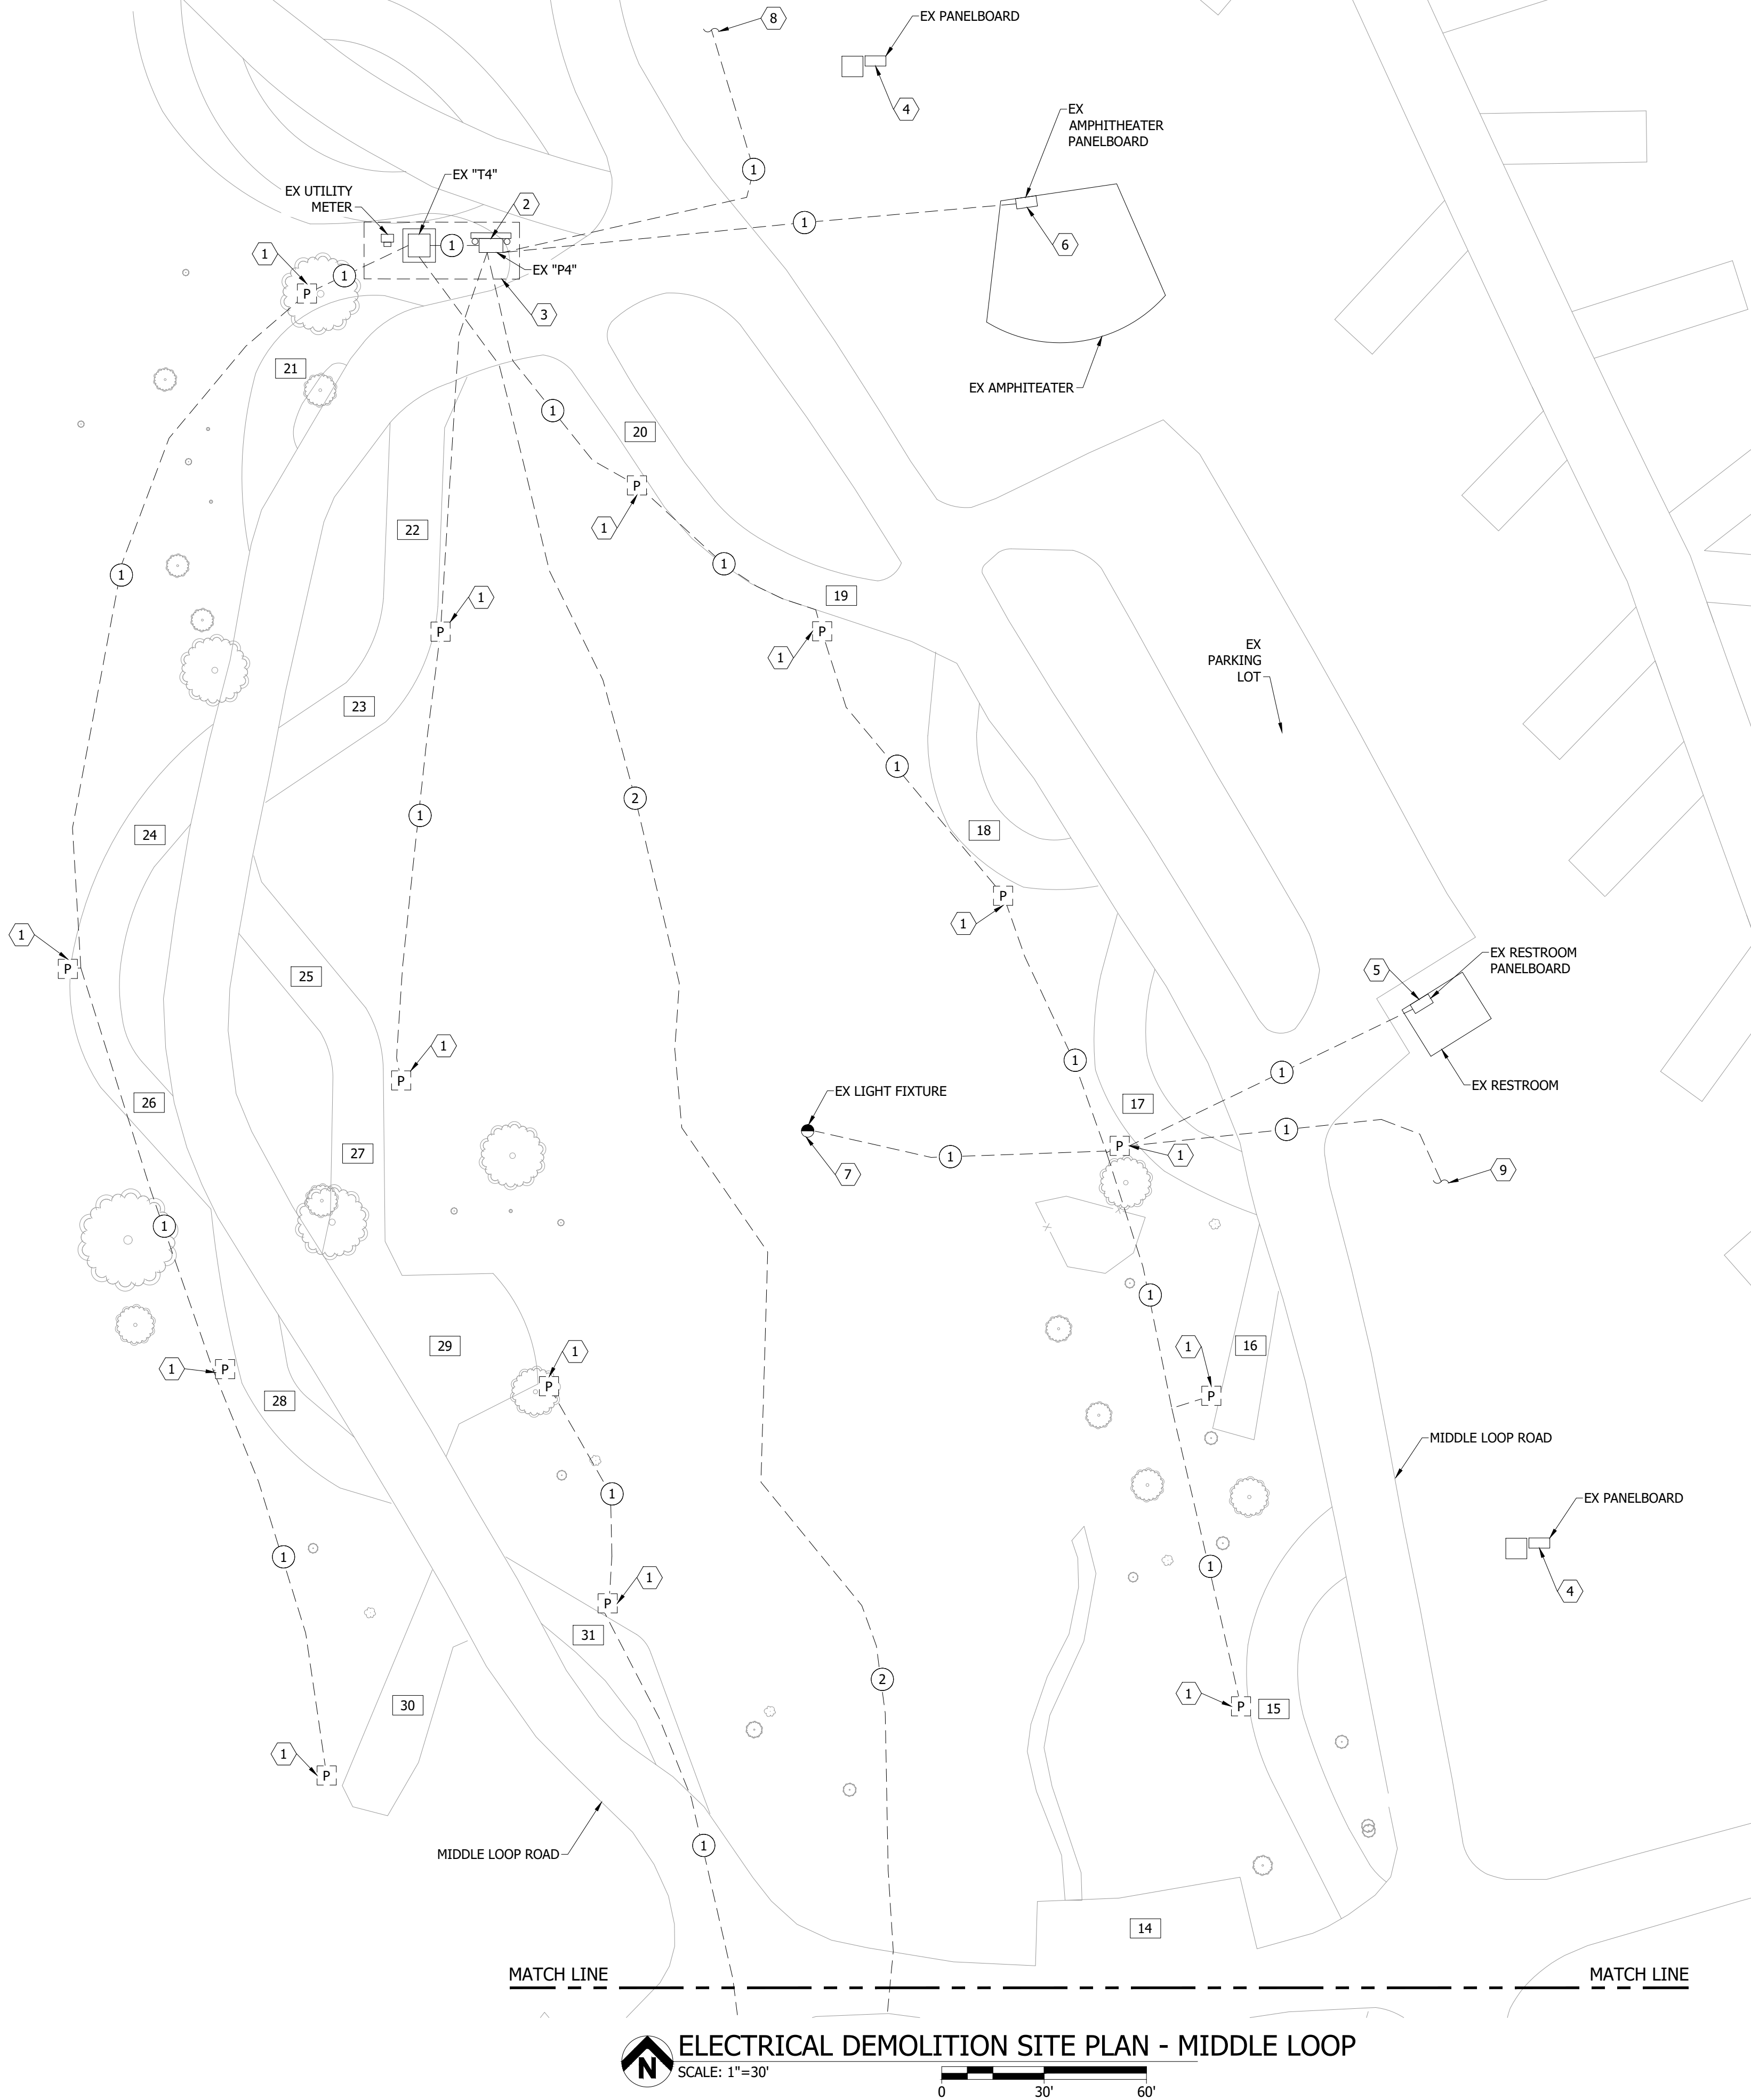 8
EX PANELBOARD
4
EX
AMPHITHEATER
PANELBOARD
1
EX "T4"
EX UTILITY
METER
2
1
6
1
1
1
EX "P4"
3
P
21
EX AMPHITEATER
1
20
P
1
22
1
1
19
1
P
P
1
EX
PARKING
LOT
23
1
2
1
24
18
P
1
1
EX RESTROOM
PANELBOARD
5
P
25
1
1
1
P
EX LIGHT FIXTURE
EX RESTROOM
26
17
1
P
1
1
27
7
9
1
1
29
1
16
1
P
1
P
P
1
28
MIDDLE LOOP ROAD
1
EX PANELBOARD
1
1
1
4
P
31
2
30
1
P
15
1
P
MIDDLE LOOP ROAD
1
14
MATCH LINE
MATCH LINE
N
ELECTRICAL DEMOLITION SITE PLAN - MIDDLE LOOP
SCALE: 1"=30'
0
30'
60'